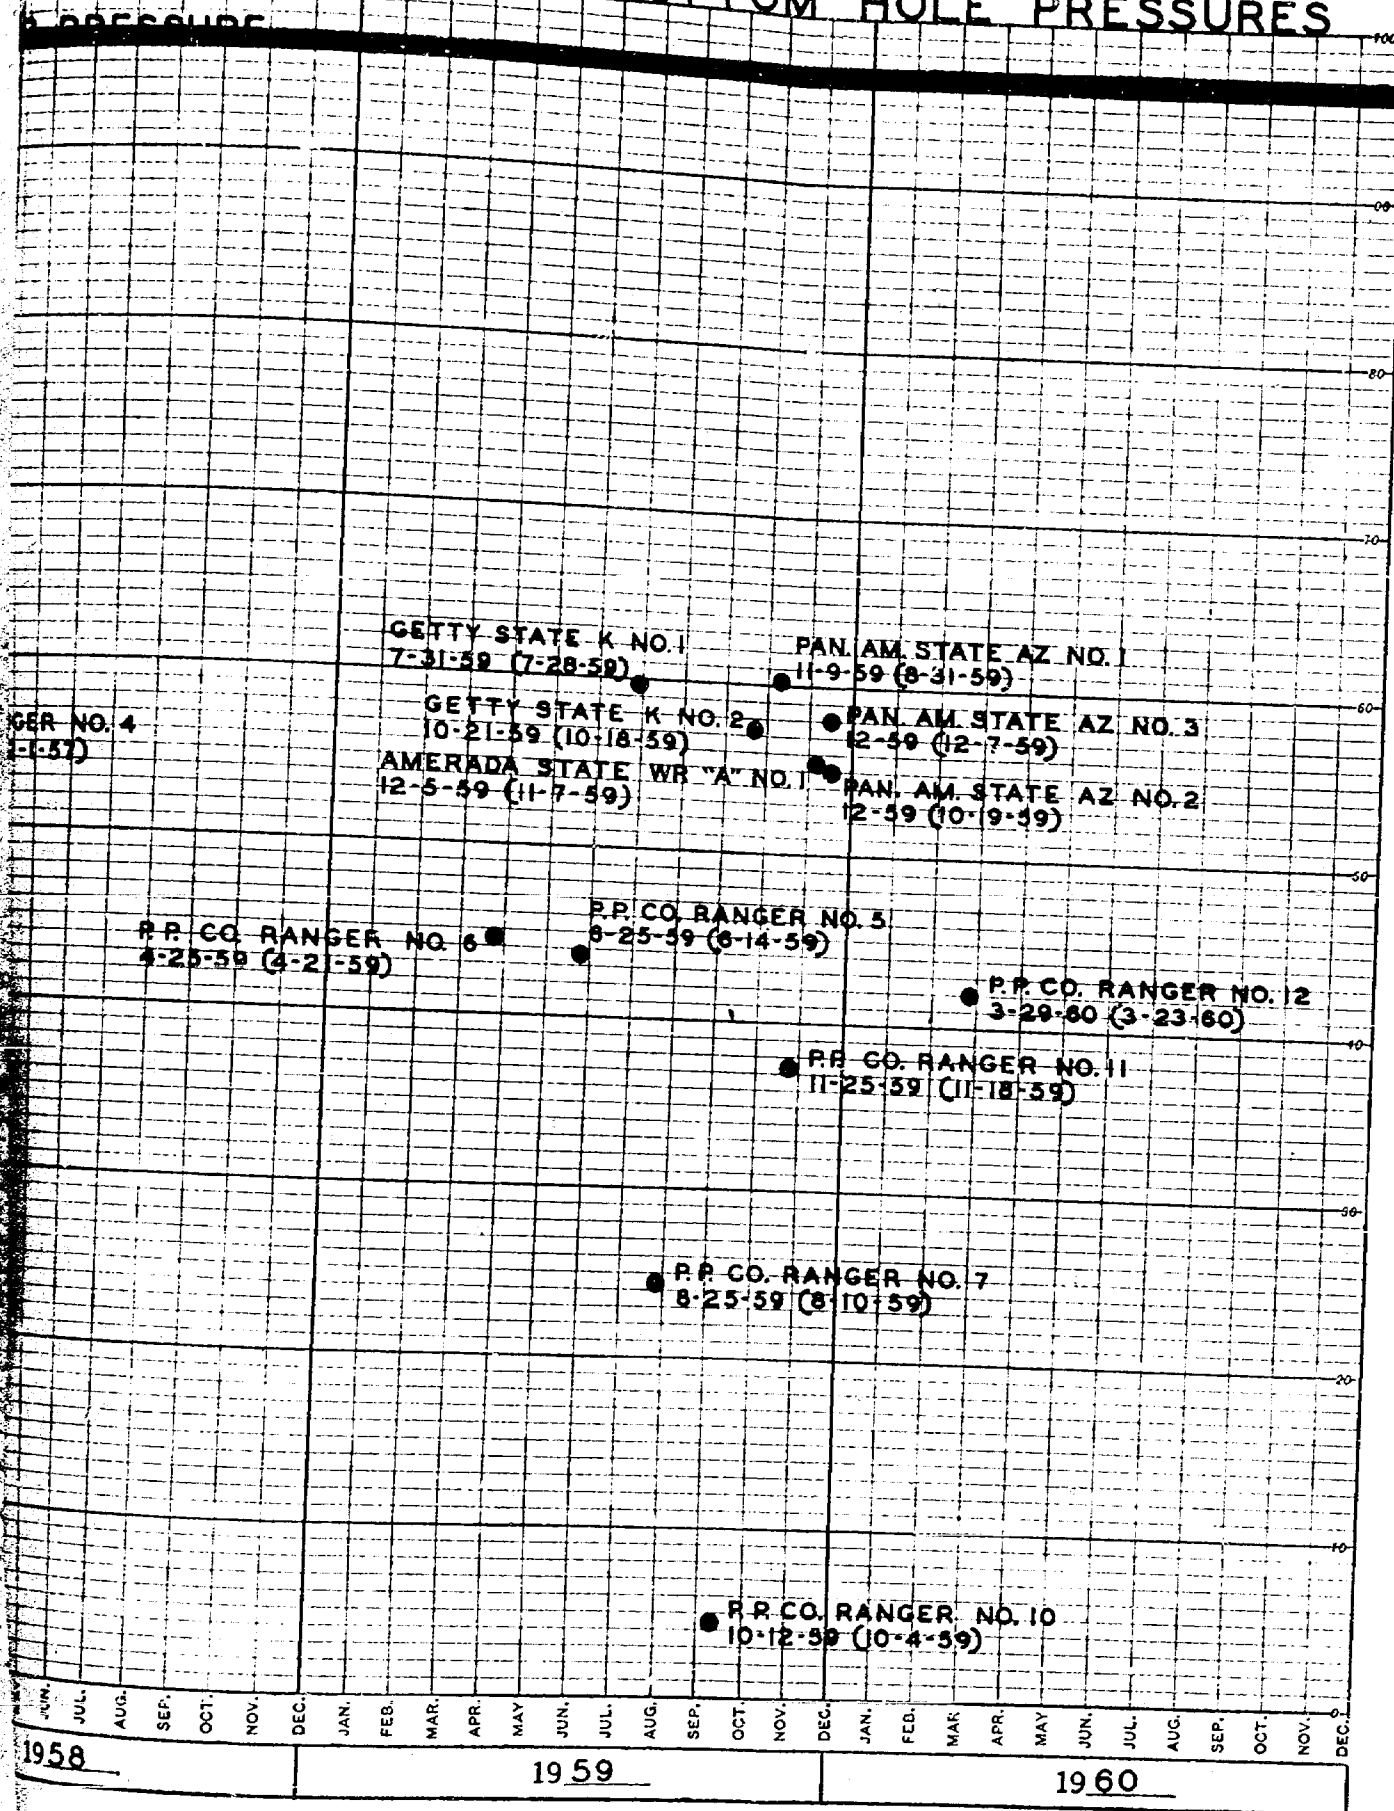 HOLE PRESSURES
PRESSURE
100
90
80
70
60
50
40
30
20
10
0
GETTY STATE K NO. 1
7-31-59 (7-28-59)
PAN. AM. STATE AZ NO. 1
11-9-59 (8-31-59)
GETTY STATE K NO. 2
10-21-59 (10-18-59)
PAN. AM. STATE AZ NO. 3
12-59 (12-7-59)
GER NO. 4
1-1-57)
AMERADA STATE WR "A" NO. 1
12-5-59 (11-7-59)
PAN. AM. STATE AZ NO. 2
12-59 (10-19-59)
P.P. CO. RANGER NO. 5
6-25-59 (6-14-59)
P.P. CO. RANGER NO. 6
4-25-59 (4-21-59)
P.P. CO. RANGER NO. 12
3-29-60 (3-23-60)
P.P. CO. RANGER NO. 11
11-25-59 (11-18-59)
P.P. CO. RANGER NO. 7
8-25-59 (8-10-59)
P.P. CO. RANGER NO. 10
10-12-59 (10-4-59)
JUN. JUL. AUG. SEP. OCT. NOV. DEC. JAN. FEB. MAR. APR. MAY JUN. JUL. AUG. SEP. OCT. NOV. DEC. JAN. FEB. MAR. APR. MAY JUN. JUL. AUG. SEP. OCT. NOV. DEC.
1958 1959 1960